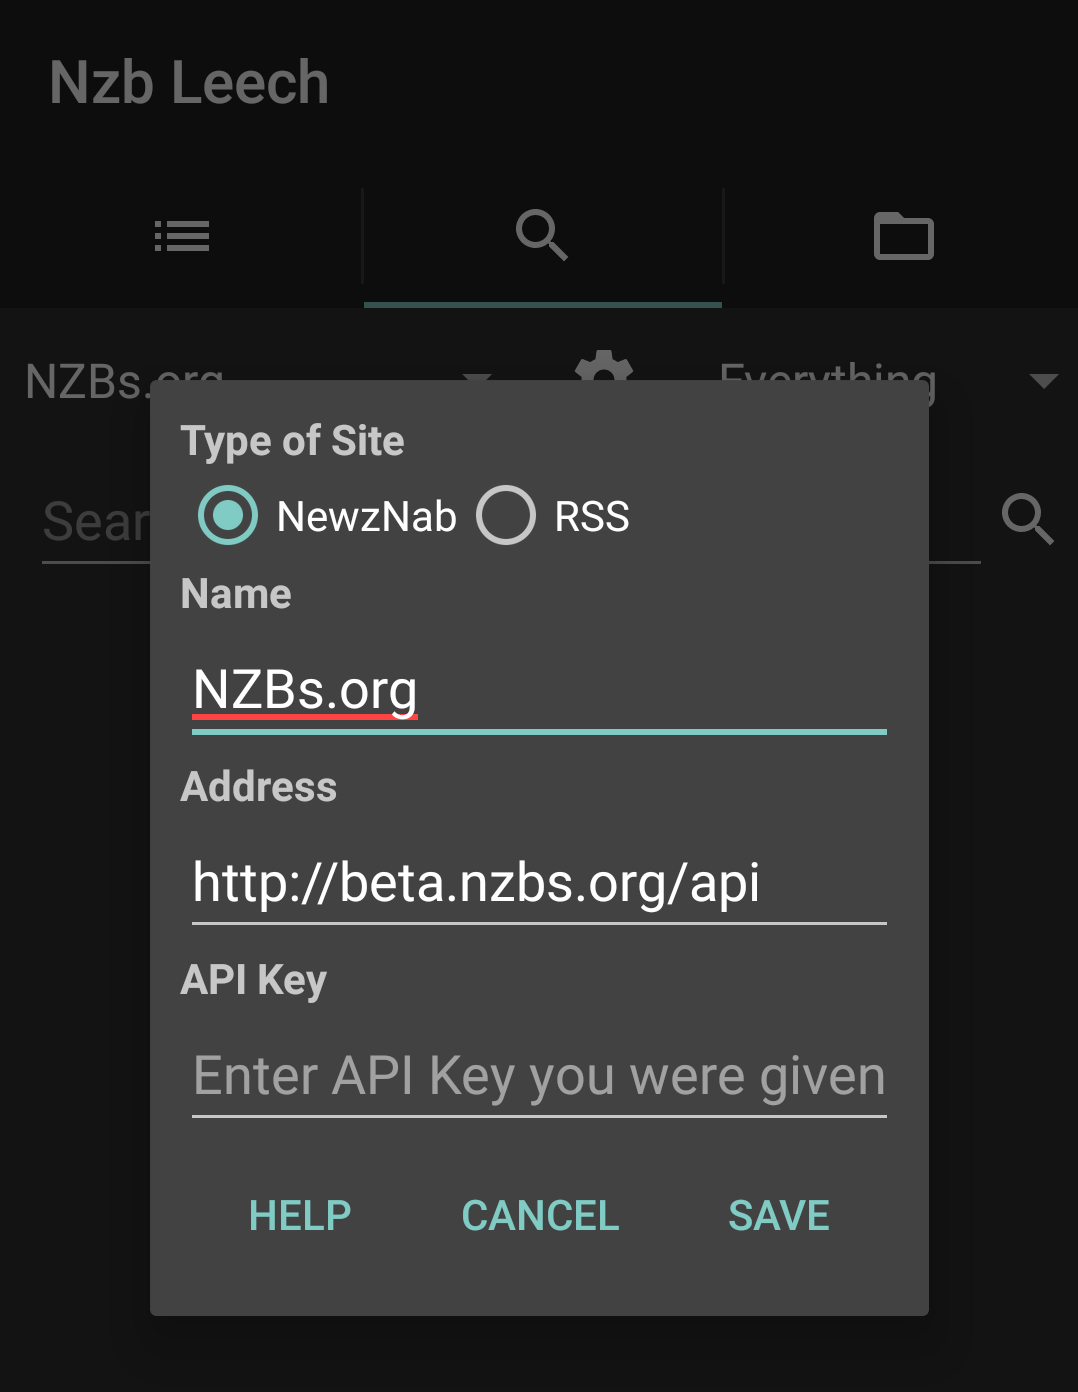 Nzb Leech
NZBs.org
Everything
Sear
Type of Site
NewzNab
RSS
Name
NZBs.org
Address
http://beta.nzbs.org/api
API Key
Enter API Key you were given
HELP
CANCEL
SAVE